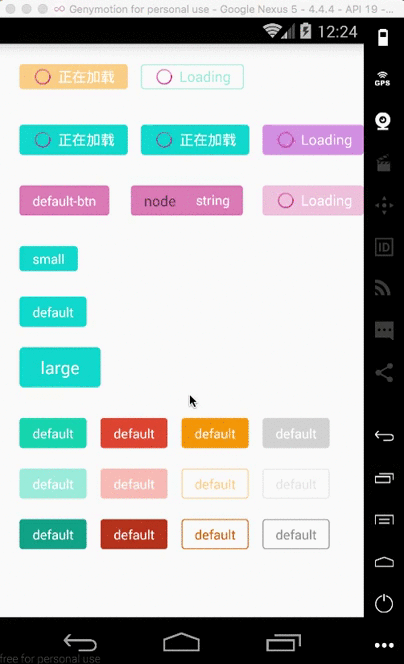 Genymotion for personal use - Google Nexus 5 - 4.4.4 - API 19 -...
12:24
正在加载 Loading
GPS
正在加载 正在加载 Loading
default-btn node string Loading
small
ID
default
large
default default default default
default default default default
default default default default
free for personal use